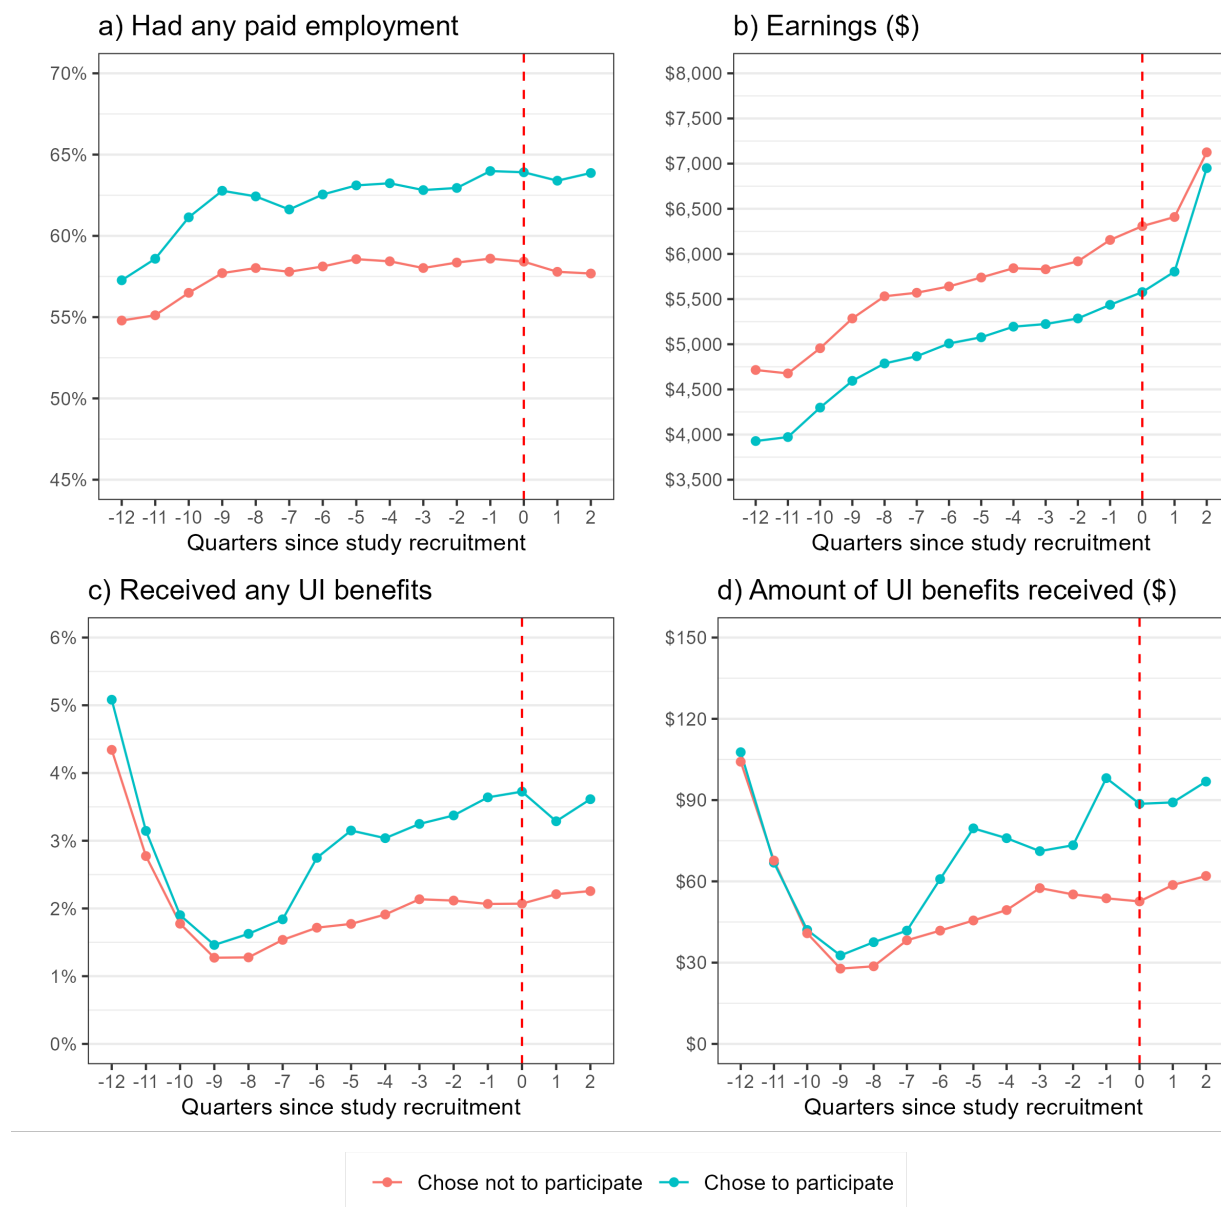 a) Had any paid employment
70%
65%
60%
55%
50%
45%
-12 -11 -10 -9 -8 -7 -6 -5 -4 -3 -2 -1 0 1 2
Quarters since study recruitment
b) Earnings ($)
$8,000
$7,500
$7,000
$6,500
$6,000
$5,500
$5,000
$4,500
$4,000
$3,500
-12 -11 -10 -9 -8 -7 -6 -5 -4 -3 -2 -1 0 1 2
Quarters since study recruitment
c) Received any UI benefits
6%
5%
4%
3%
2%
1%
0%
-12 -11 -10 -9 -8 -7 -6 -5 -4 -3 -2 -1 0 1 2
Quarters since study recruitment
d) Amount of UI benefits received ($)
$150
$120
$90
$60
$30
$0
-12 -11 -10 -9 -8 -7 -6 -5 -4 -3 -2 -1 0 1 2
Quarters since study recruitment
Chose not to participate Chose to participate